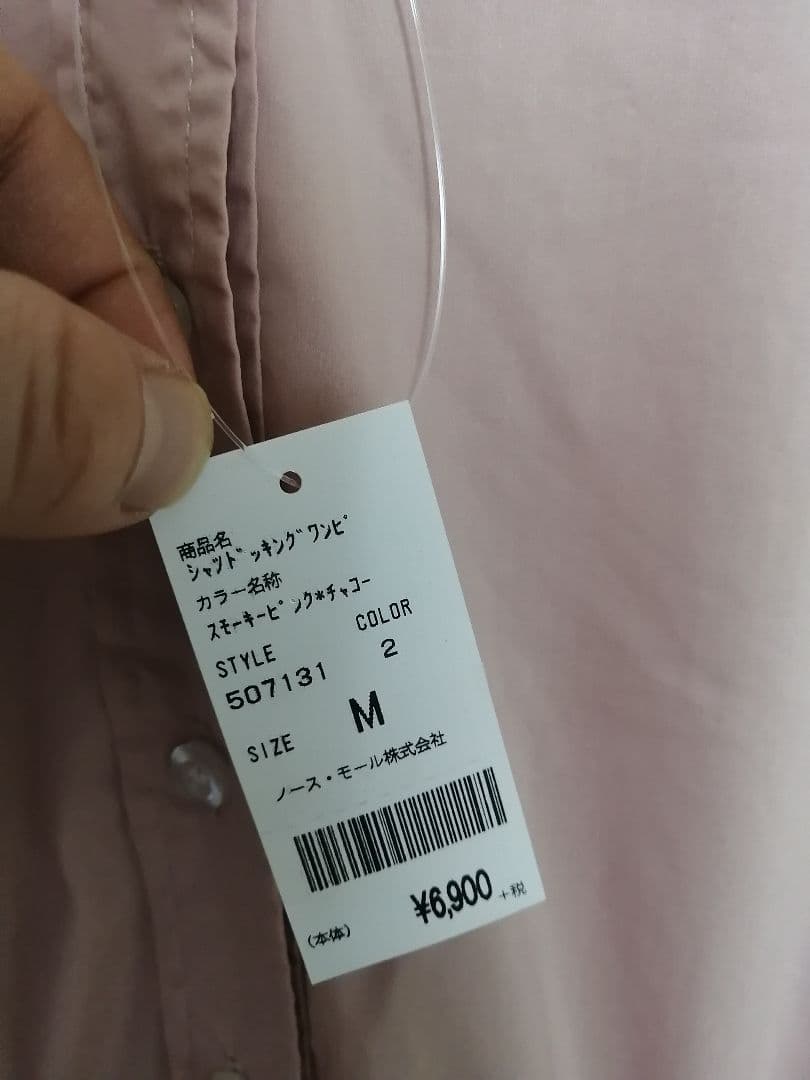 商品名
シャツドッキングワンピ
カラー名称
スモーキーピンク*チャコー
STYLE COLOR
507131 2
SIZE M
ノース・モール株式会社
(本体) ¥6,900 +税